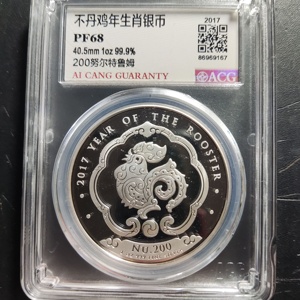 不丹鸡年生肖银币
2017
PF68
40.5mm 1oz 99.9%
200努尔特鲁姆
86969167
AI CANG GUARANTY
ACG
2017 YEAR OF THE ROOSTER
NU.200